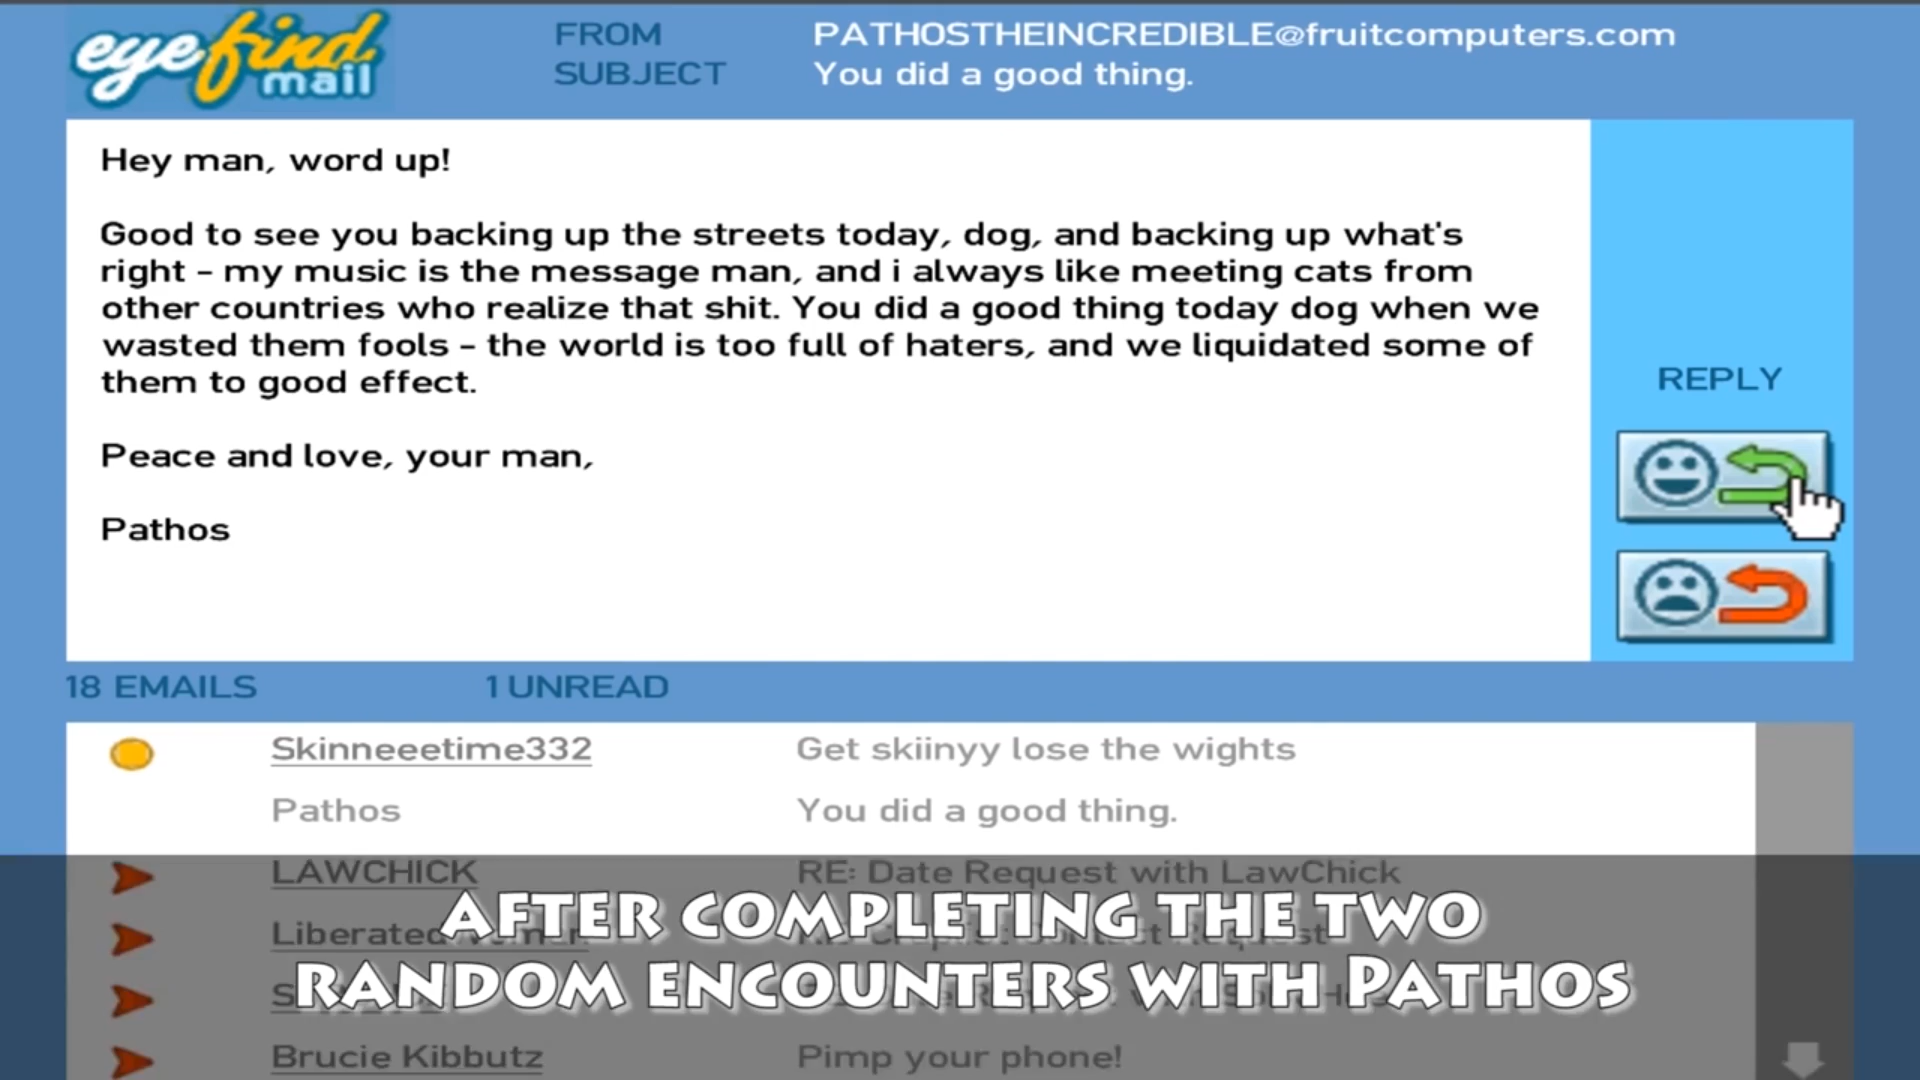 eyefind mail
FROM PATHOSTHEINCREDIBLE@fruitcomputers.com
SUBJECT You did a good thing.
Hey man, word up!
Good to see you backing up the streets today, dog, and backing up what's
right - my music is the message man, and i always like meeting cats from
other countries who realize that shit. You did a good thing today dog when we
wasted them fools - the world is too full of haters, and we liquidated some of
them to good effect.
Peace and love, your man,
Pathos
REPLY
18 EMAILS 1 UNREAD
Skinneeetime332 Get skiinyy lose the wights
Pathos You did a good thing.
LAWCHICK RE: Date Request with LawChick
Liberated
AFTER COMPLETING THE TWO
RANDOM ENCOUNTERS WITH PATHOS
Brucie Kibbutz Pimp your phone!